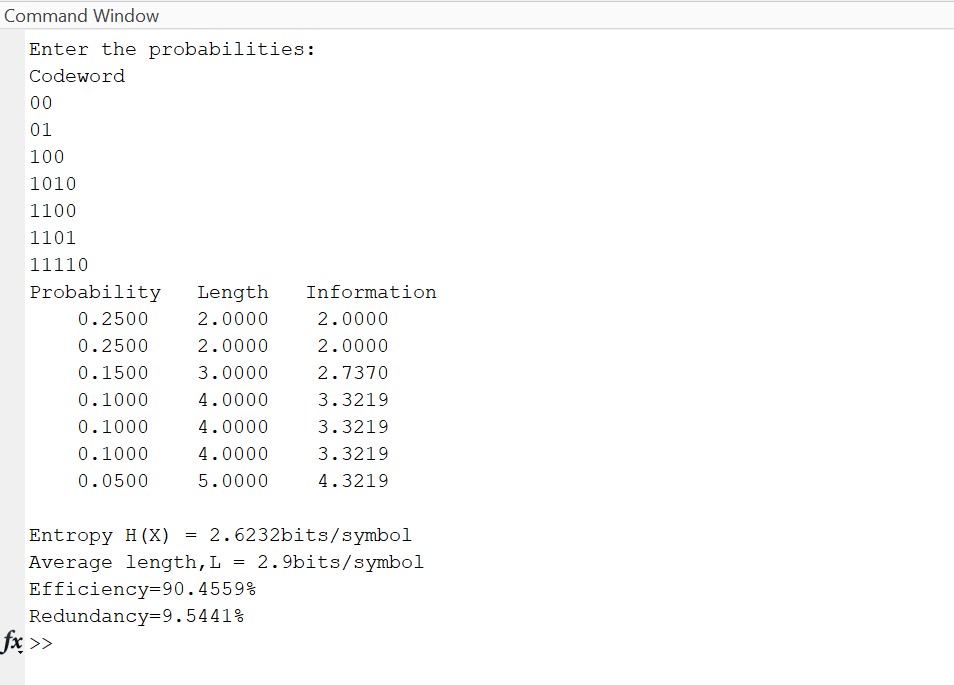 Command Window
Enter the probabilities:
Codeword
00
01
100
1010
1100
1101
11110
Probability Length Information
0.2500 2.0000 2.0000
0.2500 2.0000 2.0000
0.1500 3.0000 2.7370
0.1000 4.0000 3.3219
0.1000 4.0000 3.3219
0.1000 4.0000 3.3219
0.0500 5.0000 4.3219
Entropy H(X) = 2.6232bits/symbol
Average length,L = 2.9bits/symbol
Efficiency=90.4559%
Redundancy=9.5441%
fx >>